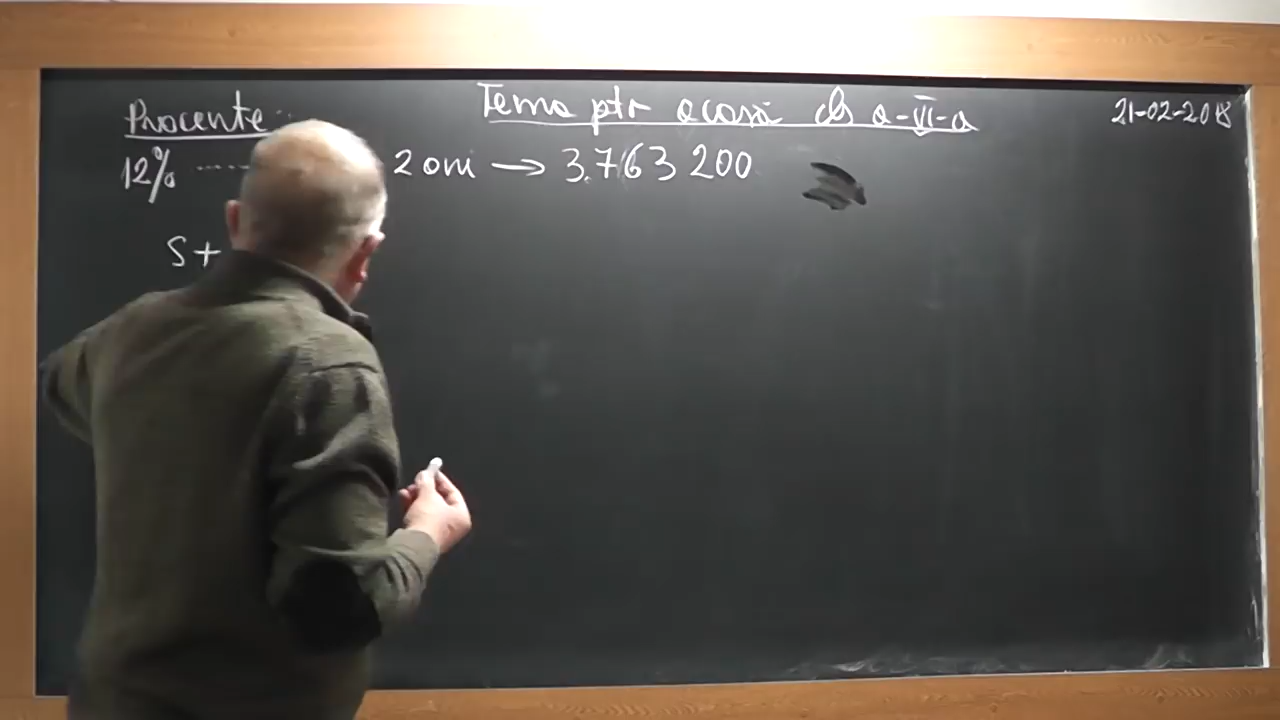 Tema ptr acasă cls a-VI-a
21-02-2018
Procente
12% ..... 2 ani → 3.763 200
S+